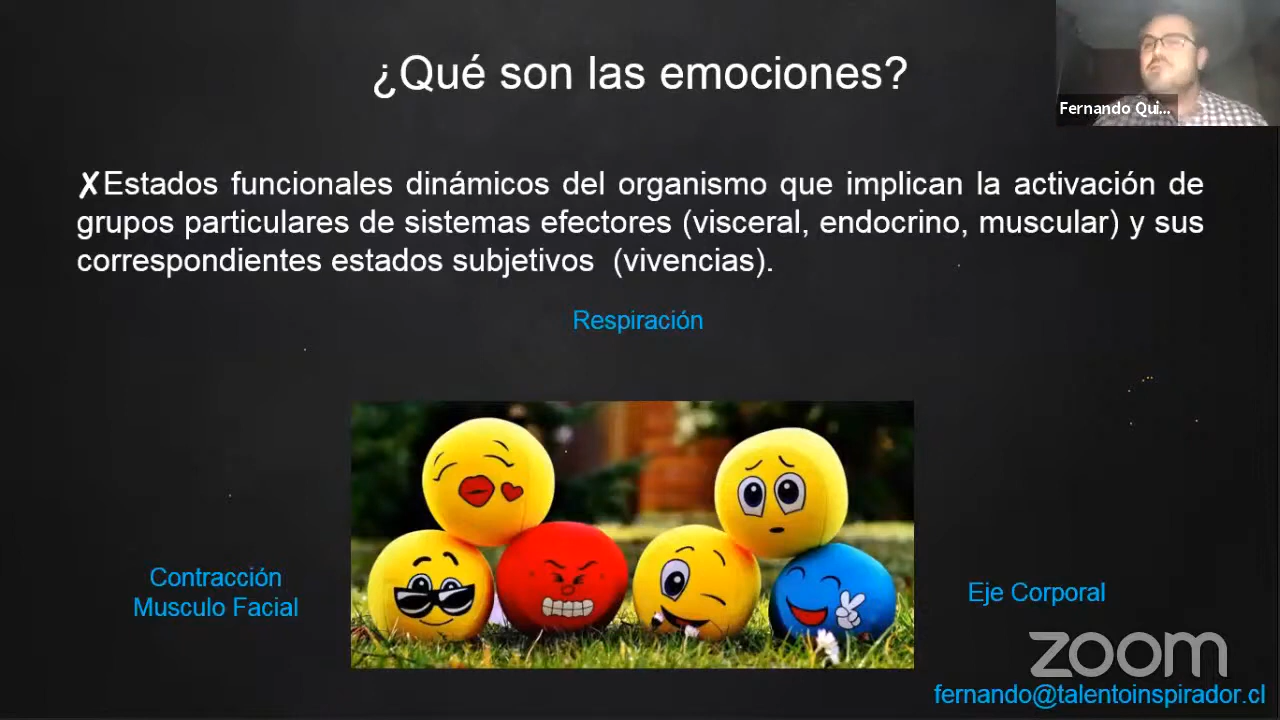 ¿Qué son las emociones?
Fernando Qui...
✗Estados funcionales dinámicos del organismo que implican la activación de
grupos particulares de sistemas efectores (visceral, endocrino, muscular) y sus
correspondientes estados subjetivos (vivencias).
Respiración
Contracción
Musculo Facial
Eje Corporal
zoom
fernando@talentoinspirador.cl